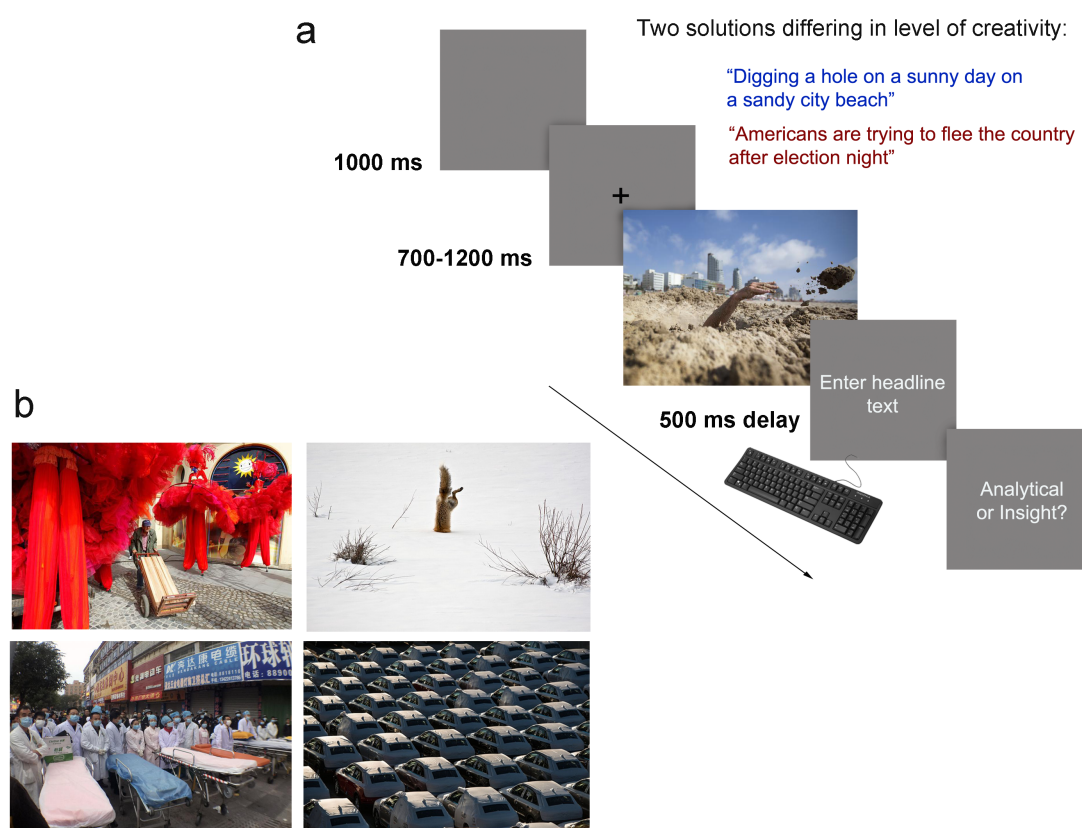 a
Two solutions differing in level of creativity:
“Digging a hole on a sunny day on
a sandy city beach”
“Americans are trying to flee the country
after election night”
1000 ms
+
700-1200 ms
500 ms delay
Enter headline
text
Analytical
or Insight?
b
环球